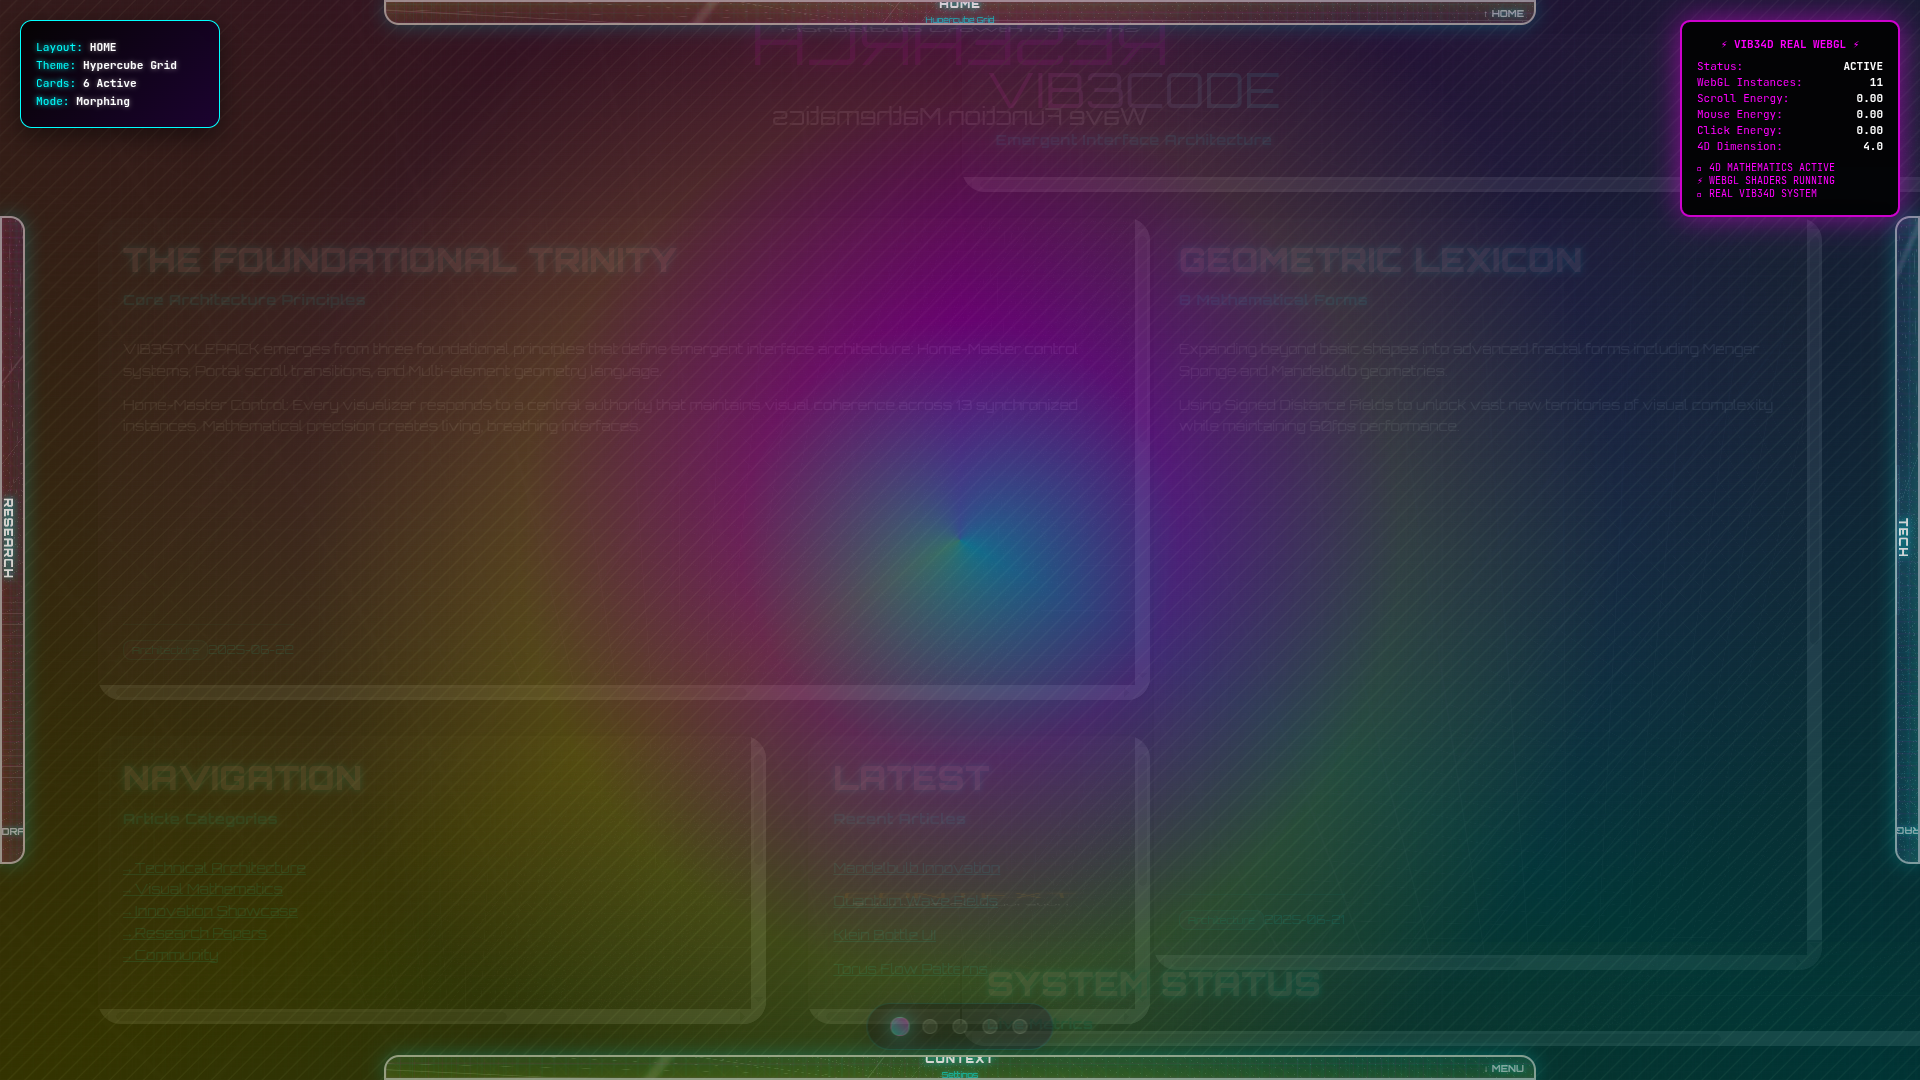 HOME
Hypercube Grid
↑ HOME
Layout: HOME
Theme: Hypercube Grid
Cards: 6 Active
Mode: Morphing
⚡ VIB34D REAL WEBGL ⚡
Status: ACTIVE
WebGL Instances: 11
Scroll Energy: 0.00
Mouse Energy: 0.00
Click Energy: 0.00
4D Dimension: 4.0
4D MATHEMATICS ACTIVE
⚡ WEBGL SHADERS RUNNING
REAL VIB34D SYSTEM
Mandelbulb Growth Patterns
RESEARCH
VIB3CODE
Wave Function Mathematics
Emergent Interface Architecture
THE FOUNDATIONAL TRINITY
Core Architecture Principles
VIB3STYLEPACK emerges from three foundational principles that define emergent interface architecture: Home-Master control
systems, Portal scroll transitions, and Multi-element geometry language.
Home-Master Control: Every visualizer responds to a central authority that maintains visual coherence across 13 synchronized
instances. Mathematical precision creates living, breathing interfaces.
Architecture 2025-06-22
GEOMETRIC LEXICON
8 Mathematical Forms
Expanding beyond basic shapes into advanced fractal forms including Menger
Sponge and Mandelbulb geometries.
Using Signed Distance Fields to unlock vast new territories of visual complexity
while maintaining 60fps performance.
2025-06-21
NAVIGATION
Article Categories
→ Technical Architecture
→ Visual Mathematics
→ Innovation Showcase
→ Research Papers
→ Community
LATEST
Recent Articles
Mandelbulb Innovation
Quantum Wave Fields
Klein Bottle UI
Torus Flow Patterns
SYSTEM STATUS
RESEARCH
TECH
CONTEXT
Settings
↓ MENU